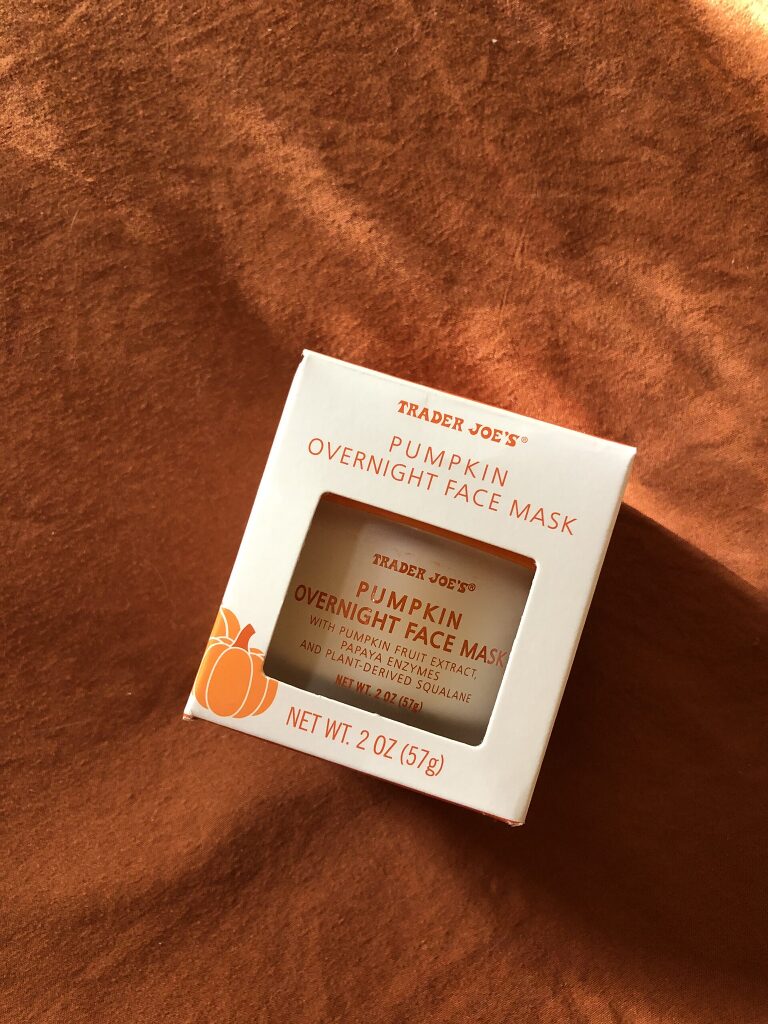 TRADER JOE'S®
PUMPKIN
OVERNIGHT FACE MASK
TRADER JOE'S®
PUMPKIN
OVERNIGHT FACE MASK
WITH PUMPKIN FRUIT EXTRACT,
PAPAYA ENZYMES
AND PLANT-DERIVED SQUALANE
NET WT. 2 OZ (57g)
NET WT. 2 OZ (57g)